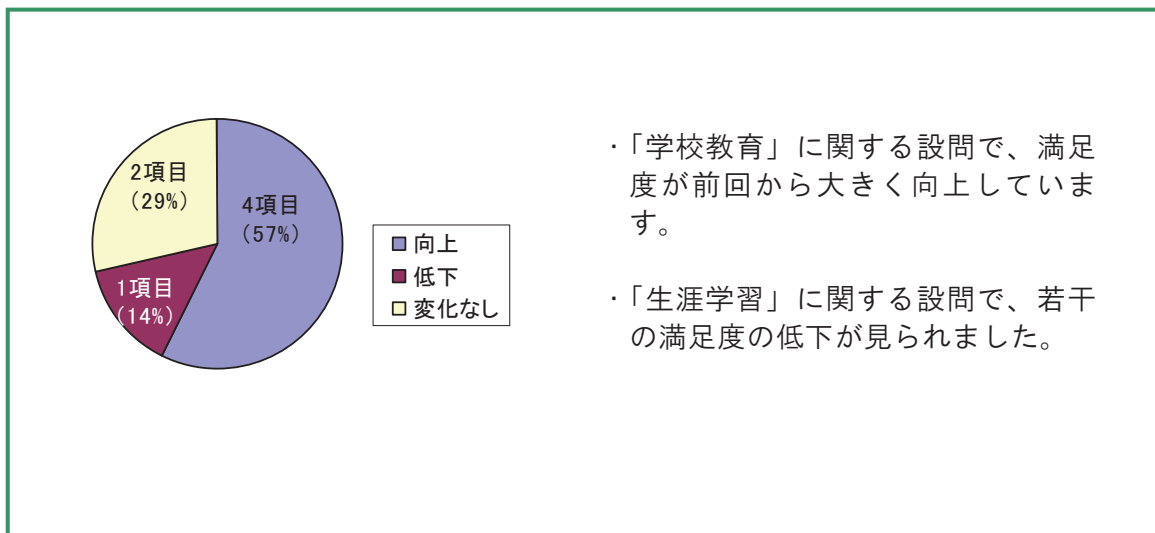 2項目
(29%)
4項目
(57%)
1項目
(14%)
向上
低下
変化なし
・「学校教育」に関する設問で、満足
度が前回から大きく向上していま
す。
・「生涯学習」に関する設問で、若干
の満足度の低下が見られました。